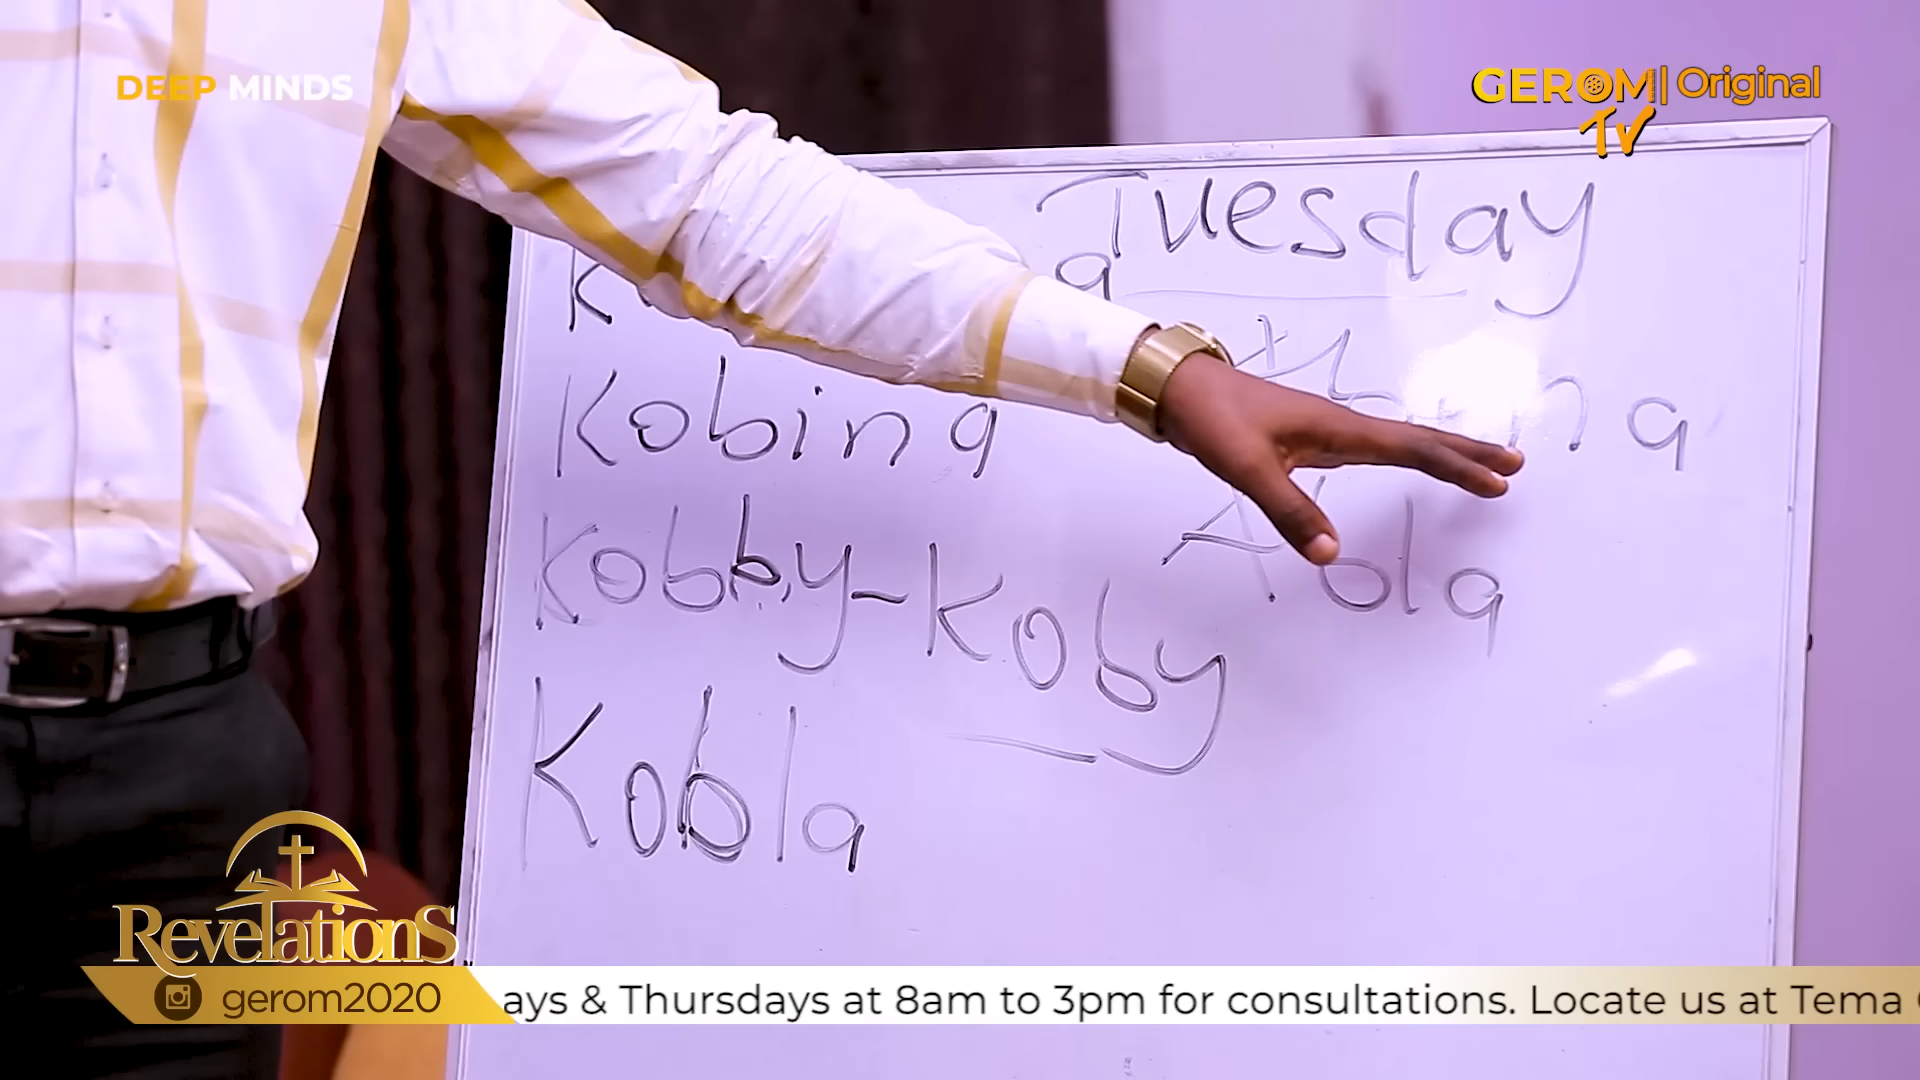 DEEP MINDS
GEROM TV | Original
Tuesday
Kobina
Kobby-Koby
Abla
Kobla
Revelations
gerom2020
ays & Thursdays at 8am to 3pm for consultations. Locate us at Tema